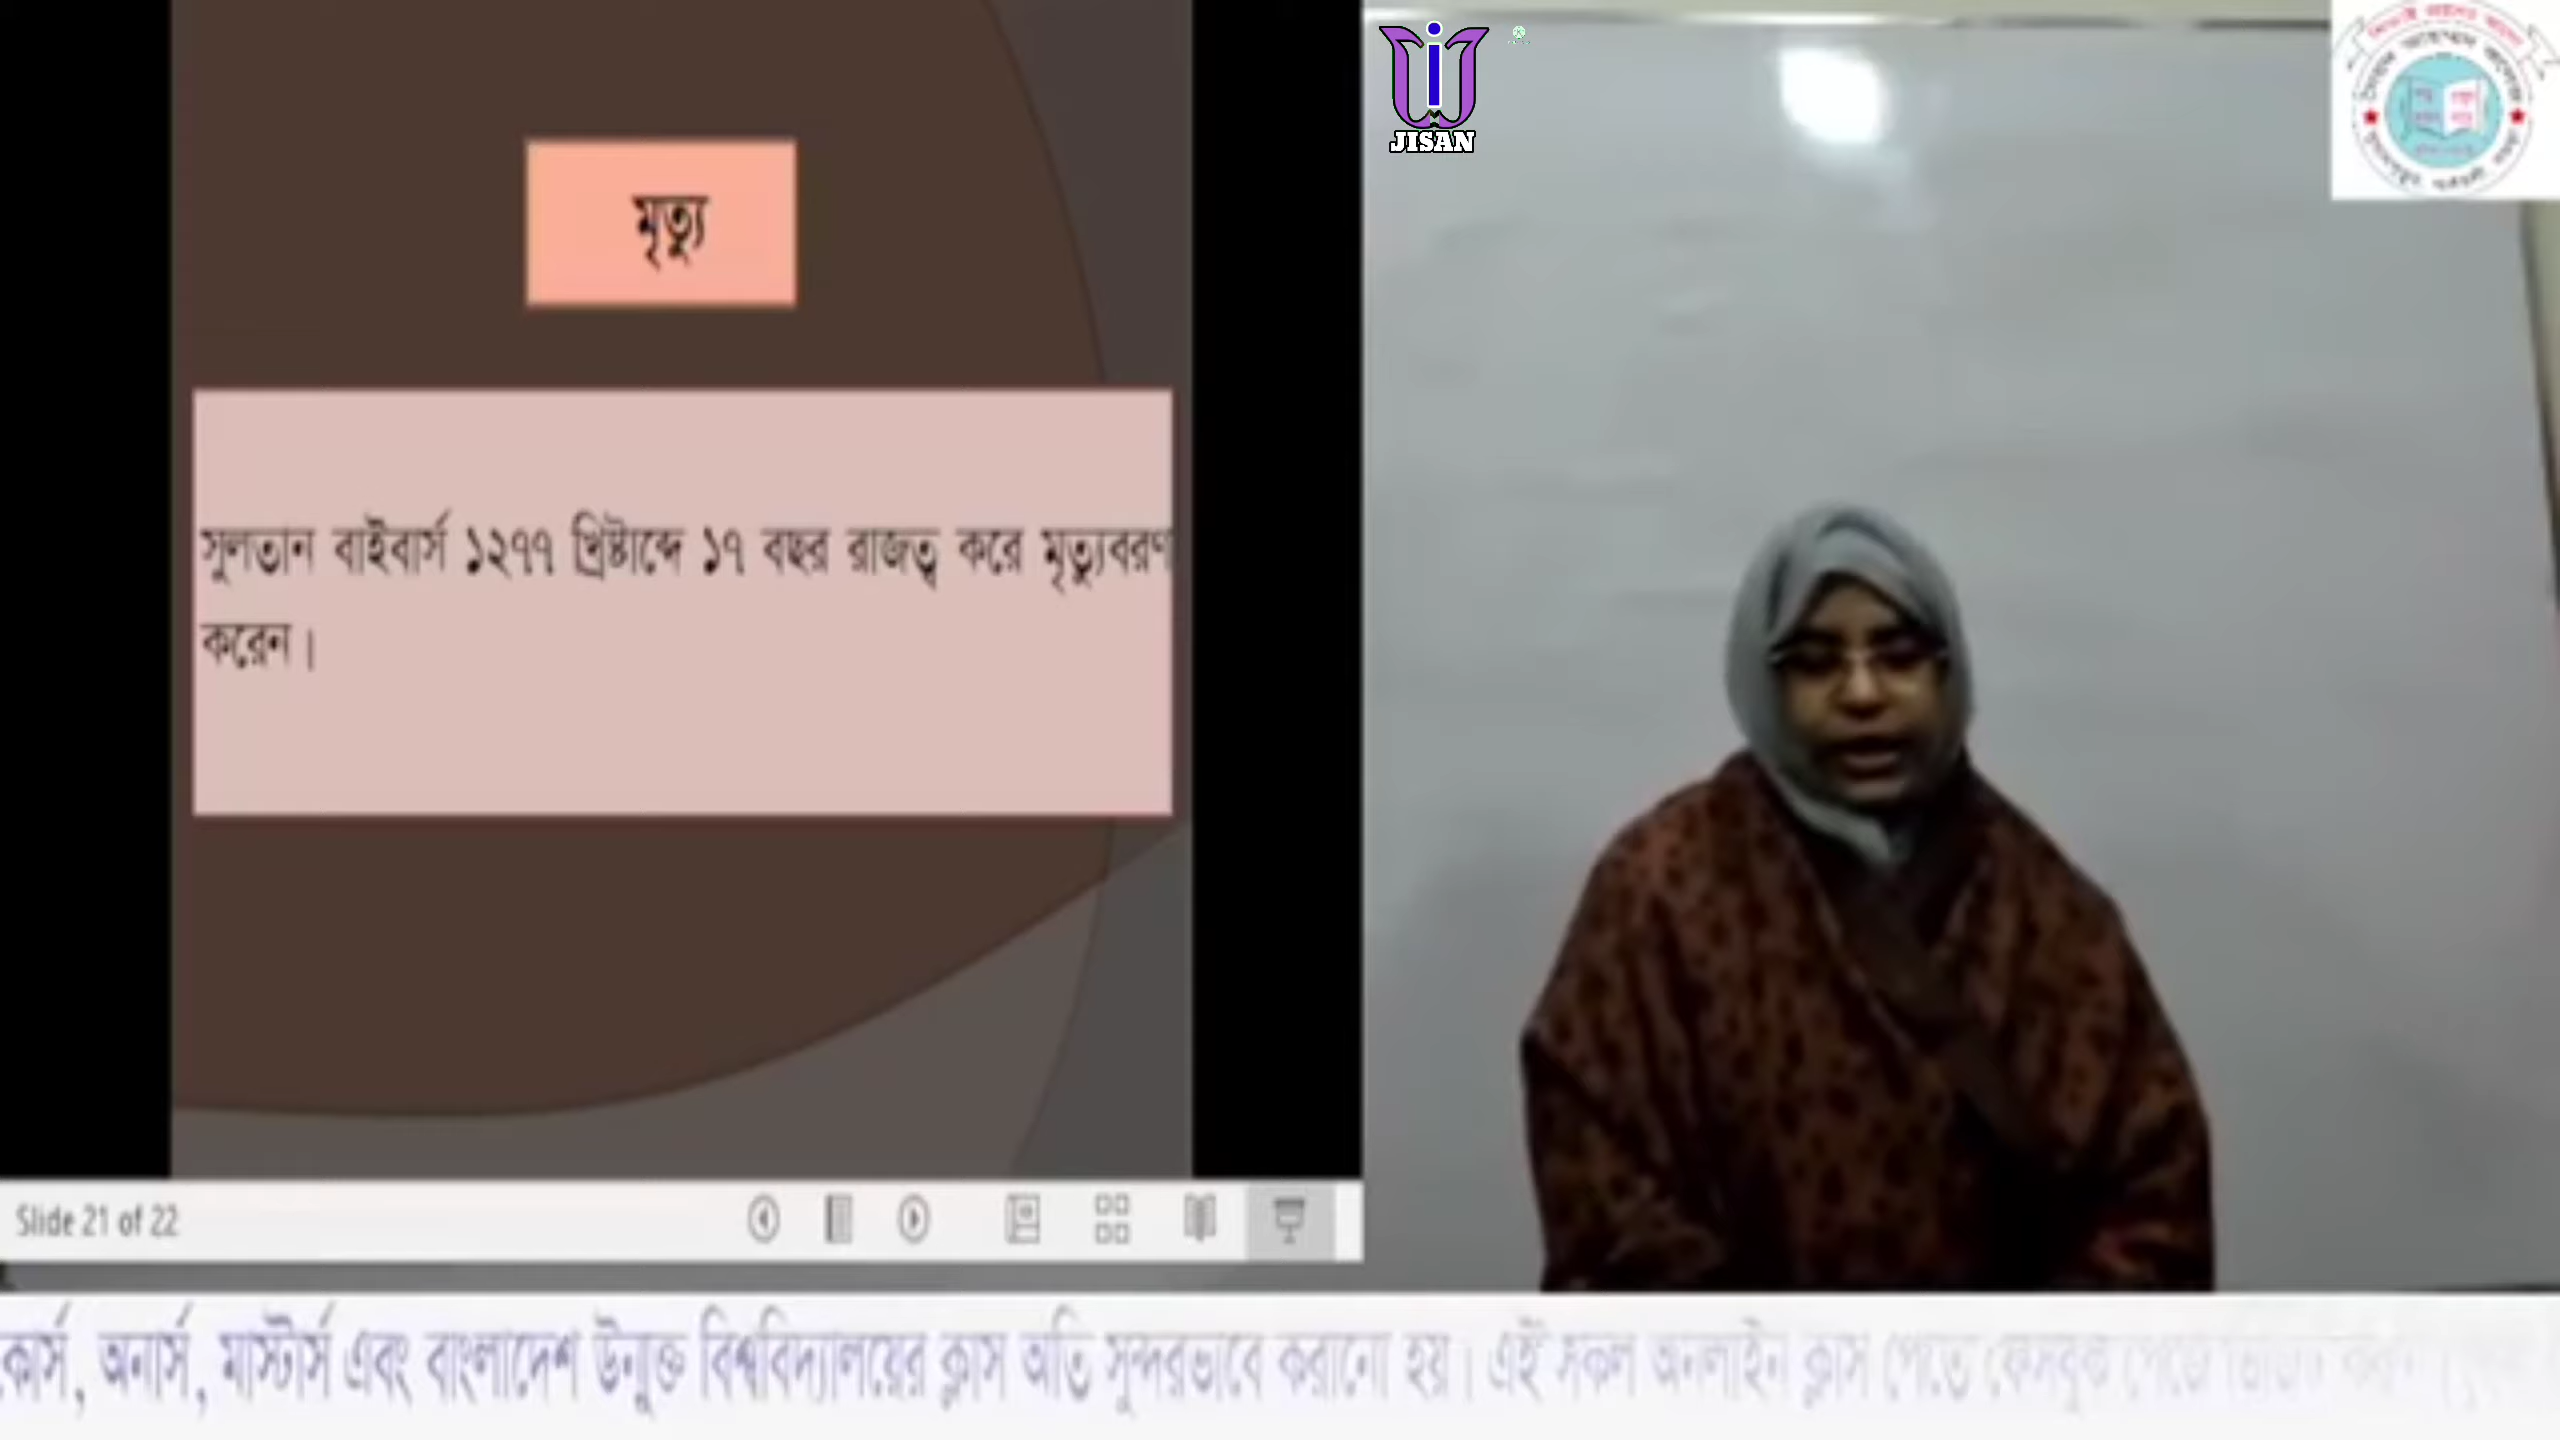 মৃত্যু
সুলতান বাইবার্স ১২৭৭ খ্রিষ্টাব্দে ১৭ বছর রাজত্ব করে মৃত্যুবরণ
করেন।
Slide 21 of 22
JISAN
কোর্স, অনার্স, মাস্টার্স এবং বাংলাদেশ উন্মুক্ত বিশ্ববিদ্যালয়ের ক্লাস অতি সুন্দরভাবে করানো হয়। এই সকল অনলাইন ক্লাস পেতে ফেসবুক পেজে